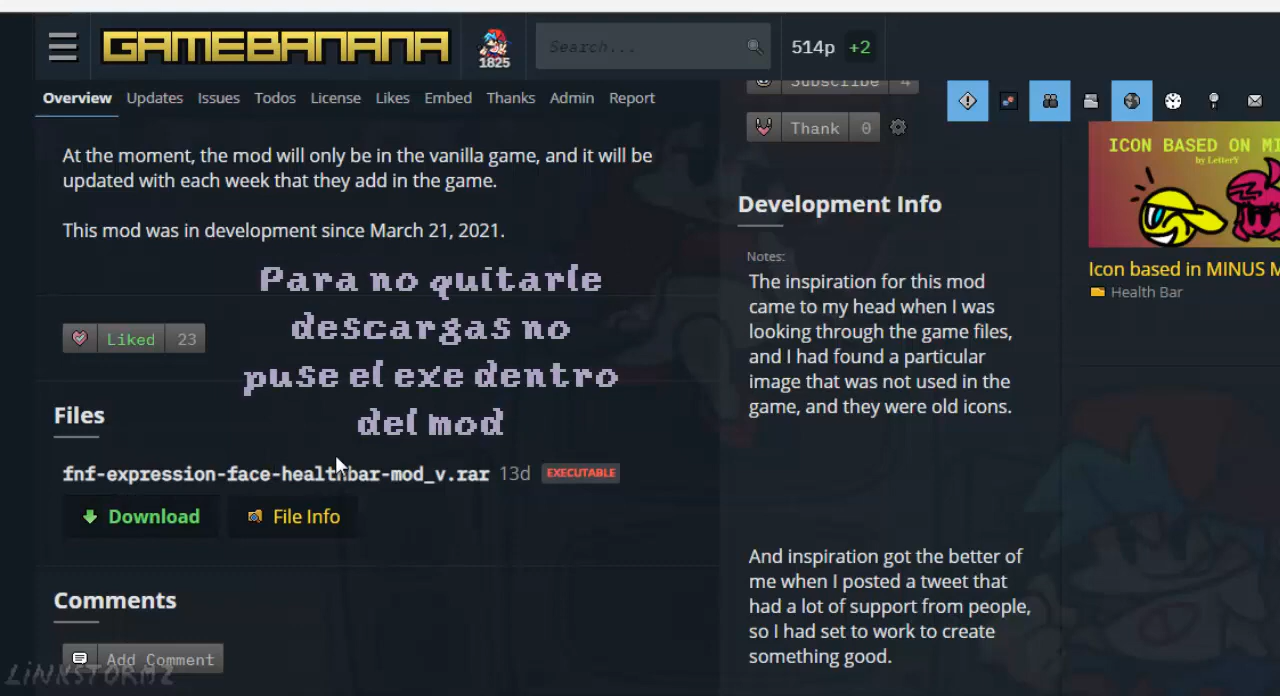 GAMEBANANA
1825
Search...
514p +2
Overview Updates Issues Todos License Likes Embed Thanks Admin Report
Subscribe 4
Thank 0
At the moment, the mod will only be in the vanilla game, and it will be
updated with each week that they add in the game.
This mod was in development since March 21, 2021.
Para no quitarle
descargas no
puse el exe dentro
del mod
Liked 23
Files
fnf-expression-face-healthbar-mod_v.rar 13d EXECUTABLE
Download File Info
Comments
Add Comment
LiNKSTORMZ
Development Info
Notes:
The inspiration for this mod
came to my head when I was
looking through the game files,
and I had found a particular
image that was not used in the
game, and they were old icons.
And inspiration got the better of
me when I posted a tweet that
had a lot of support from people,
so I had set to work to create
something good.
ICON BASED ON MI
by LetterY
Icon based in MINUS M
Health Bar